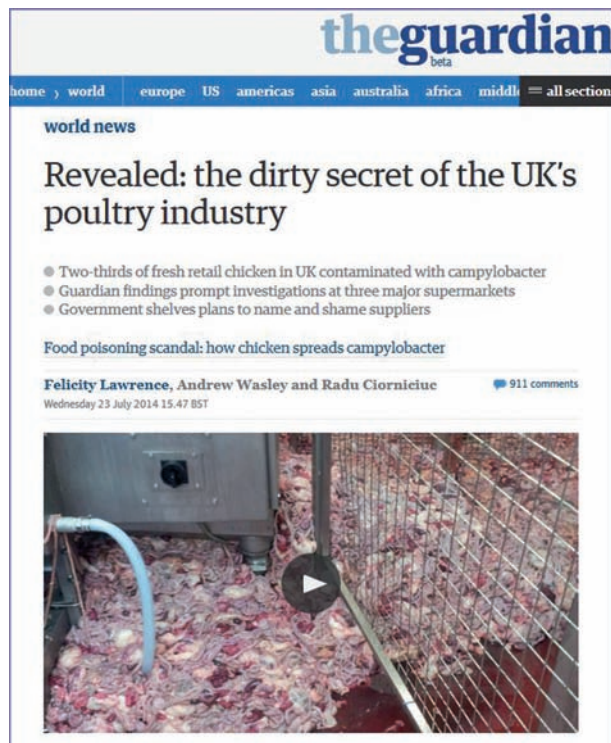 theguardian
beta
home › world europe US americas asia australia africa middle ≡ all section
world news
Revealed: the dirty secret of the UK's
poultry industry
Two-thirds of fresh retail chicken in UK contaminated with campylobacter
Guardian findings prompt investigations at three major supermarkets
Government shelves plans to name and shame suppliers
Food poisoning scandal: how chicken spreads campylobacter
Felicity Lawrence, Andrew Wasley and Radu Ciorniciuc 911 comments
Wednesday 23 July 2014 15.47 BST